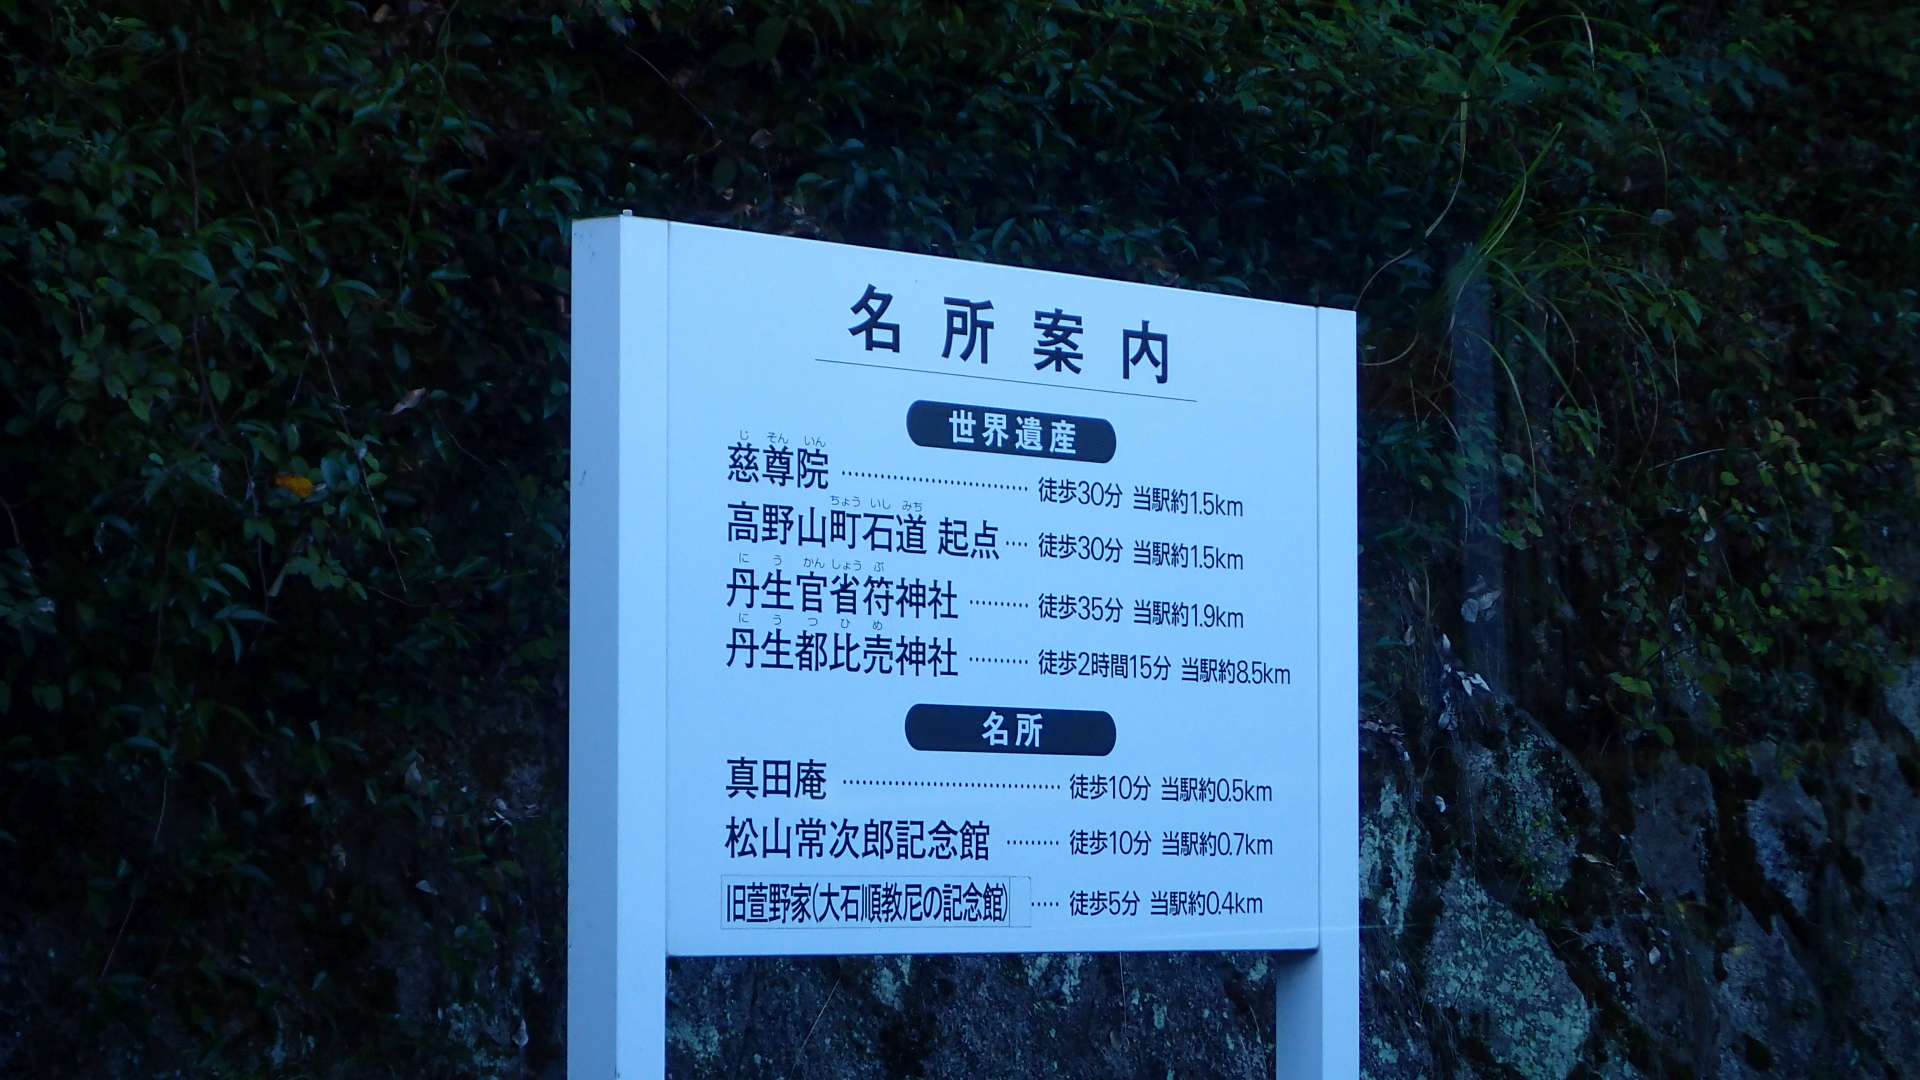 名所案内
世界遺産
じ そん いん
慈尊院 ………………………… 徒歩30分 当駅約1.5km
ちょう いし みち
高野山町石道 起点 …… 徒歩30分 当駅約1.5km
に う かん しょう ぶ
丹生官省符神社 ………… 徒歩35分 当駅約1.9km
に う つ ひ め
丹生都比売神社 ………… 徒歩2時間15分 当駅約8.5km
名所
真田庵 ………………………… 徒歩10分 当駅約0.5km
松山常次郎記念館 ……… 徒歩10分 当駅約0.7km
旧萱野家(大石順教尼の記念館) …… 徒歩5分 当駅約0.4km